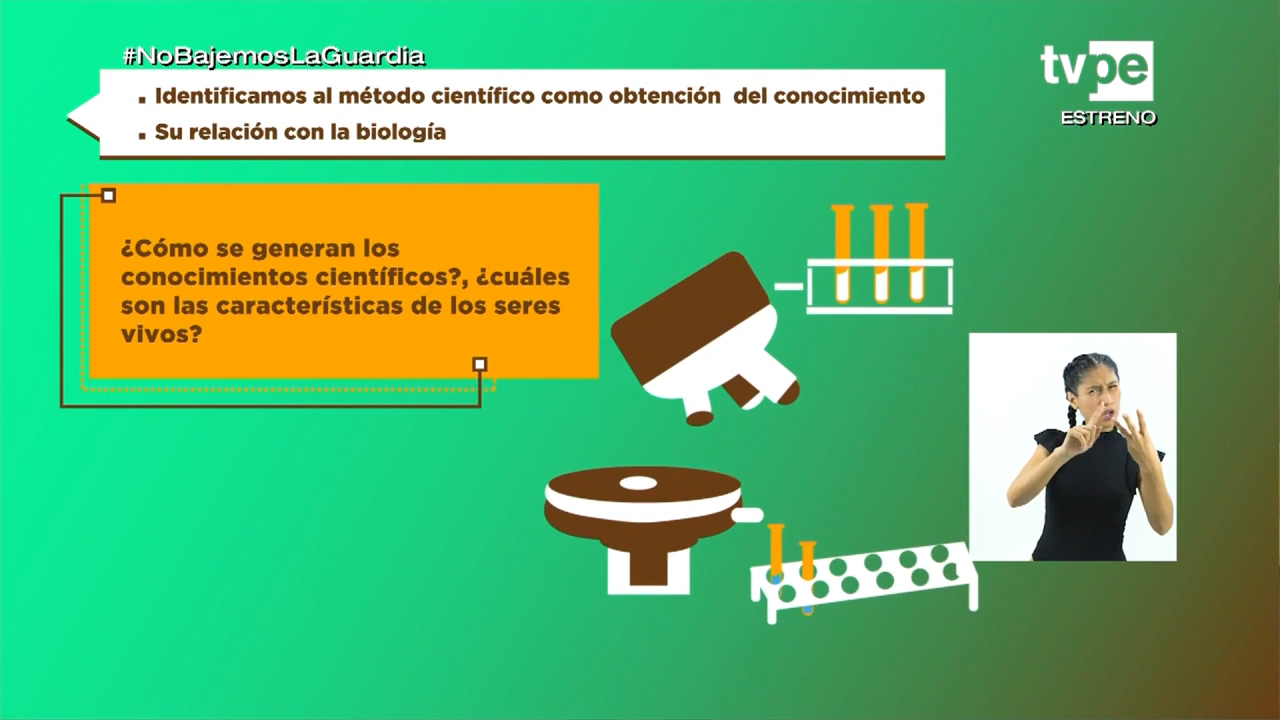 #NoBajemosLaGuardia
tvpe
ESTRENO
▪ Identificamos al método científico como obtención del conocimiento
▪ Su relación con la biología
¿Cómo se generan los
conocimientos científicos?, ¿cuáles
son las características de los seres
vivos?